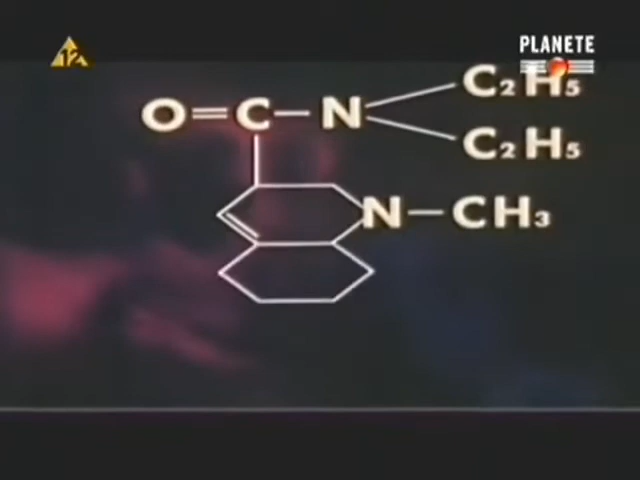 12
PLANETE
O=C-N
C₂H₅
C₂H₅
N-CH₃